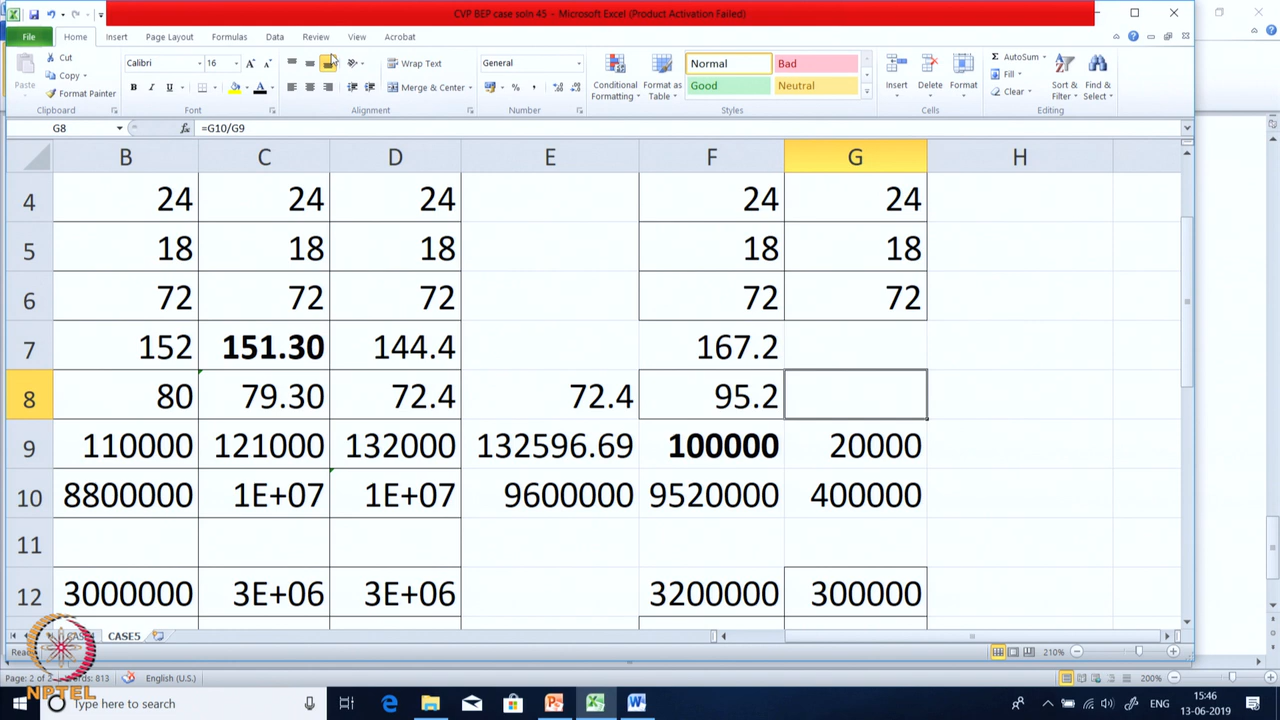 CVP BEP case soln 45 - Microsoft Excel (Product Activation Failed)
File Home Insert Page Layout Formulas Data Review View Acrobat
Paste Cut Copy Format Painter Clipboard
Calibri 16 A A B I U A Font
Wrap Text Merge & Center Alignment
General % , Number
Conditional Formatting Format as Table Normal Bad Good Neutral Styles
Insert Delete Format Cells
Σ AutoSum Fill Clear Sort & Filter Find & Select Editing
G8 fx =G10/G9
B C D E F G H
4 24 24 24 24 24
5 18 18 18 18 18
6 72 72 72 72 72
7 152 151.30 144.4 167.2
8 80 79.30 72.4 72.4 95.2
9 110000 121000 132000 132596.69 100000 20000
10 8800000 1E+07 1E+07 9600000 9520000 400000
11
12 3000000 3E+06 3E+06 3200000 300000
CASE5
210%
English (U.S.) 200%
NPTEL
Type here to search
ENG 15:46
13-06-2019